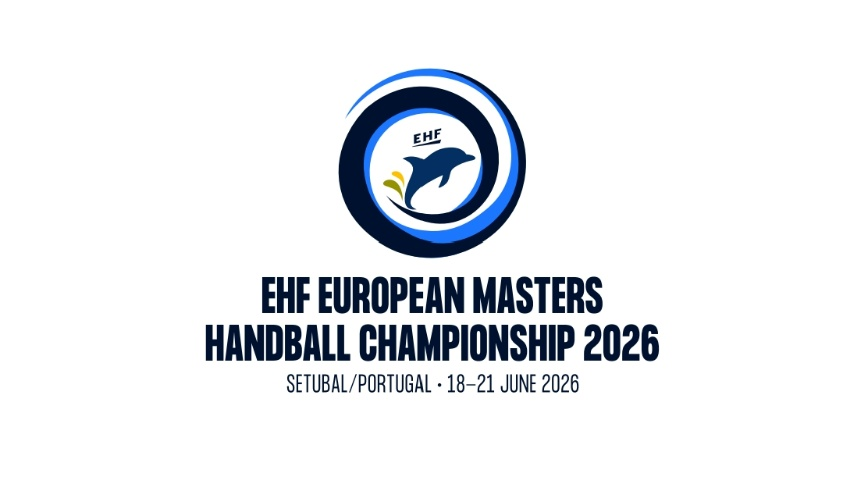 EHF
EHF EUROPEAN MASTERS
HANDBALL CHAMPIONSHIP 2026
SETUBAL/PORTUGAL • 18–21 JUNE 2026